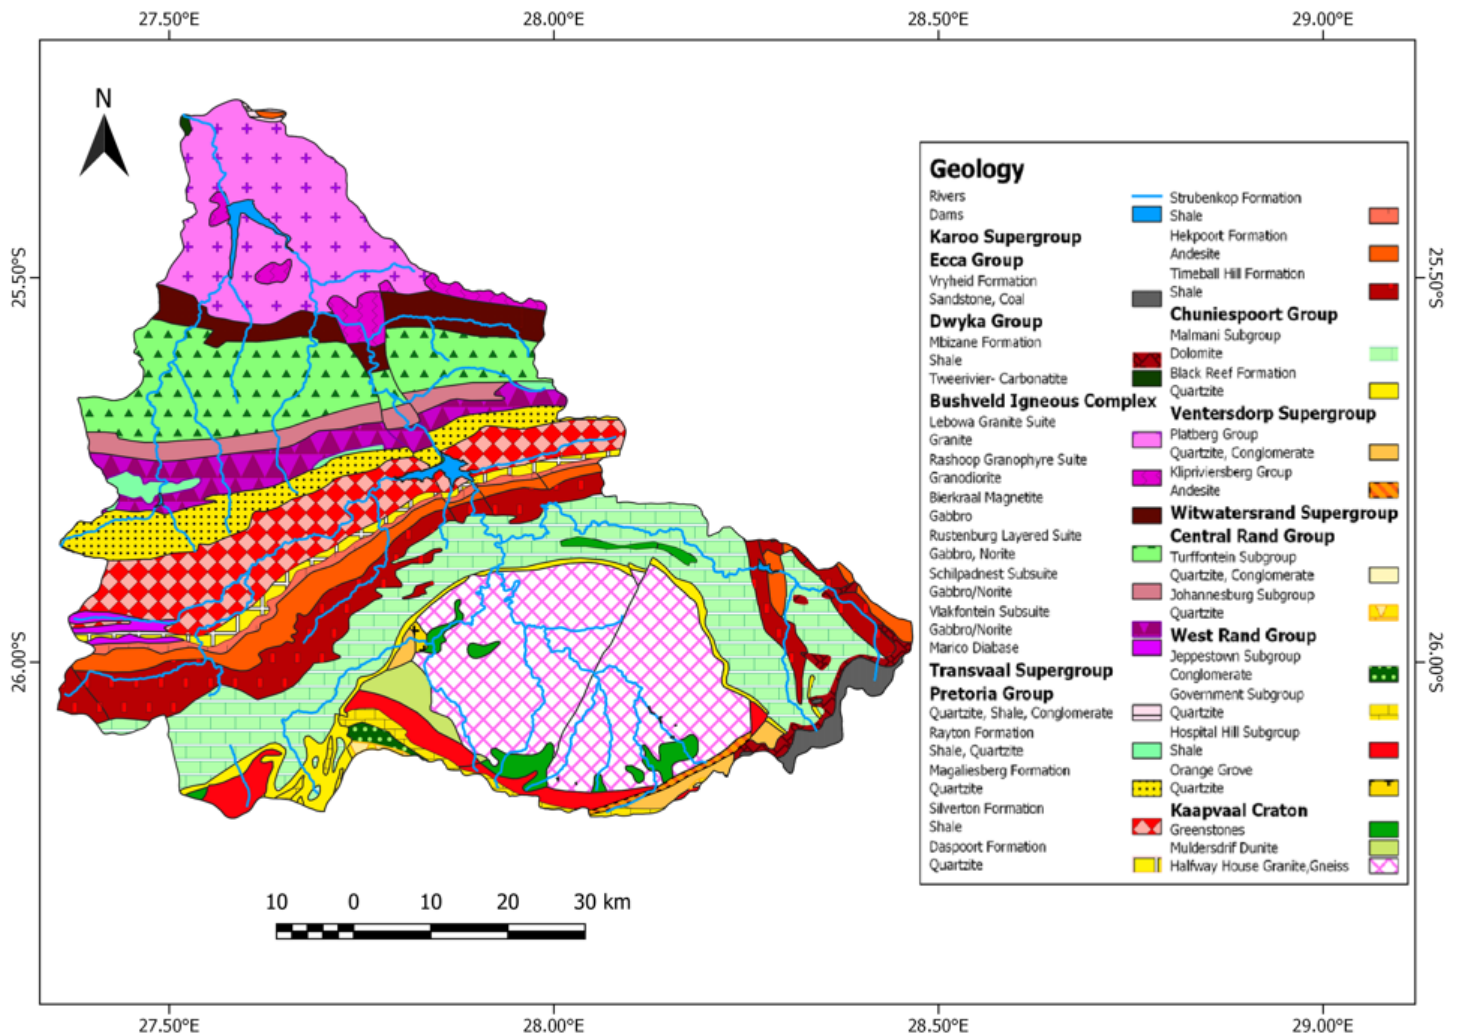 27.50°E 28.00°E 28.50°E 29.00°E
N
25.50°S 25.50°S
26.00°S 26.00°S
Geology
Rivers
Dams
Karoo Supergroup
Ecca Group
Vryheid Formation
Sandstone, Coal
Dwyka Group
Mbizane Formation
Shale
Tweerivier- Carbonatite
Bushveld Igneous Complex
Lebowa Granite Suite
Granite
Rashoop Granophyre Suite
Granodiorite
Bierkraal Magnetite
Gabbro
Rustenburg Layered Suite
Gabbro, Norite
Schilpadnest Subsuite
Gabbro/Norite
Vlakfontein Subsuite
Gabbro/Norite
Marico Diabase
Transvaal Supergroup
Pretoria Group
Quartzite, Shale, Conglomerate
Rayton Formation
Shale, Quartzite
Magaliesberg Formation
Quartzite
Silverton Formation
Shale
Daspoort Formation
Quartzite
Strubenkop Formation
Shale
Hekpoort Formation
Andesite
Timeball Hill Formation
Shale
Chuniespoort Group
Malmani Subgroup
Dolomite
Black Reef Formation
Quartzite
Ventersdorp Supergroup
Platberg Group
Quartzite, Conglomerate
Klipriviersberg Group
Andesite
Witwatersrand Supergroup
Central Rand Group
Turffontein Subgroup
Quartzite, Conglomerate
Johannesburg Subgroup
Quartzite
West Rand Group
Jeppestown Subgroup
Conglomerate
Government Subgroup
Quartzite
Hospital Hill Subgroup
Shale
Orange Grove
Quartzite
Kaapvaal Craton
Greenstones
Muldersdrif Dunite
Halfway House Granite,Gneiss
10 0 10 20 30 km
27.50°E 28.00°E 28.50°E 29.00°E